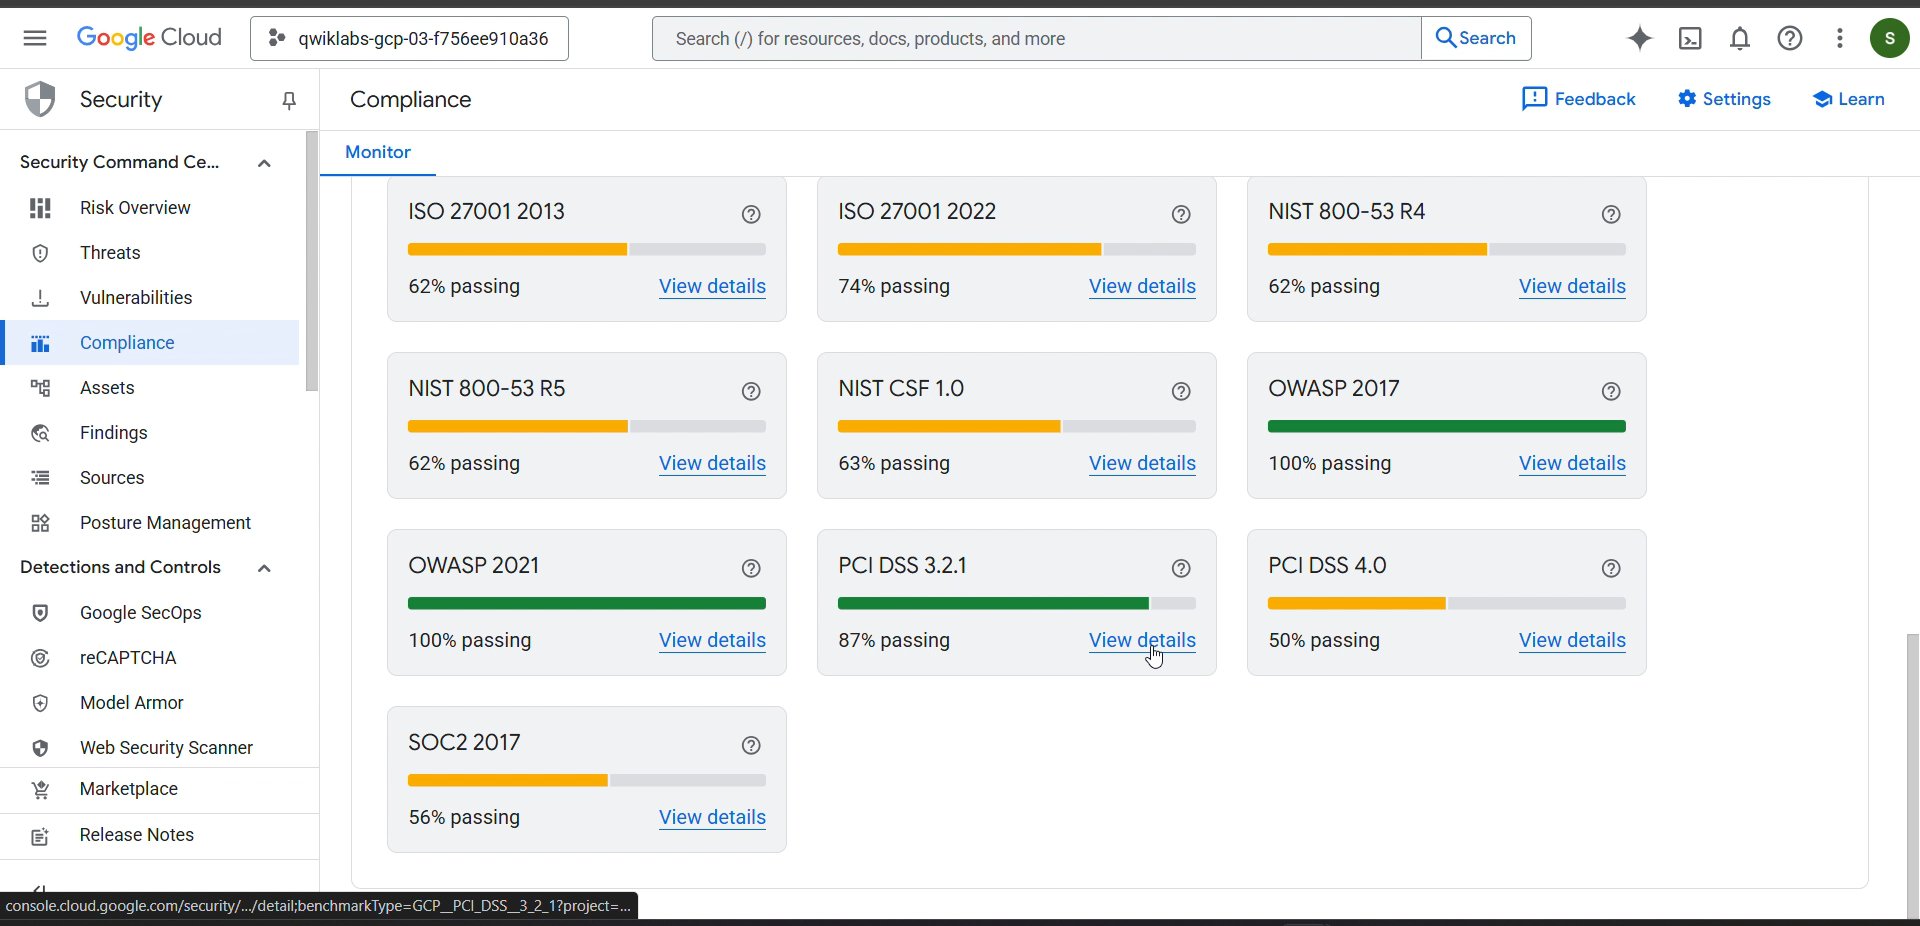 Google Cloud
qwiklabs-gcp-03-f756ee910a36
Search (/) for resources, docs, products, and more
Search
S
Security
Compliance
Feedback
Settings
Learn
Monitor
Security Command Ce...
Risk Overview
Threats
Vulnerabilities
Compliance
Assets
Findings
Sources
Posture Management
Detections and Controls
Google SecOps
reCAPTCHA
Model Armor
Web Security Scanner
Marketplace
Release Notes
ISO 27001 2013
62% passing View details
ISO 27001 2022
74% passing View details
NIST 800-53 R4
62% passing View details
NIST 800-53 R5
62% passing View details
NIST CSF 1.0
63% passing View details
OWASP 2017
100% passing View details
OWASP 2021
100% passing View details
PCI DSS 3.2.1
87% passing View details
PCI DSS 4.0
50% passing View details
SOC2 2017
56% passing View details
console.cloud.google.com/security/.../detail;benchmarkType=GCP__PCI_DSS__3_2_1?project=...